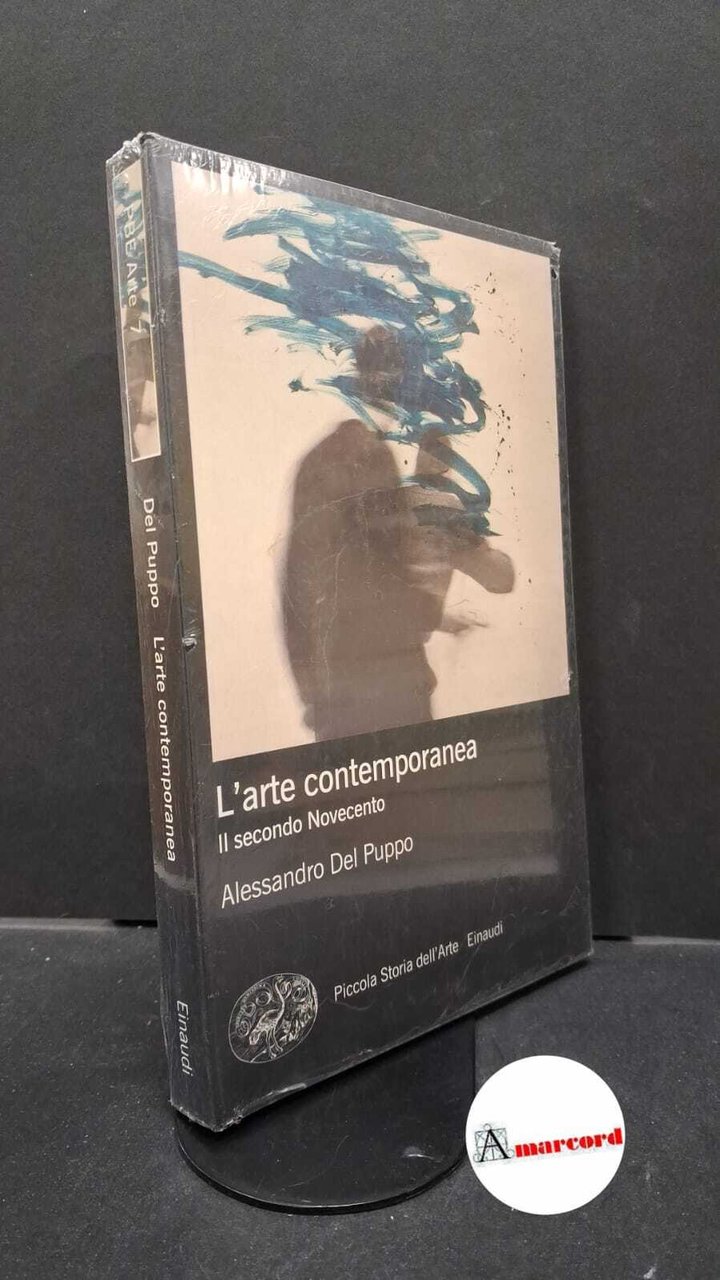 L'arte contemporanea
Il secondo Novecento
Alessandro Del Puppo
Piccola Storia dell'Arte Einaudi
PBE Arte 7
Del Puppo L'arte contemporanea
Einaudi
Amarcord